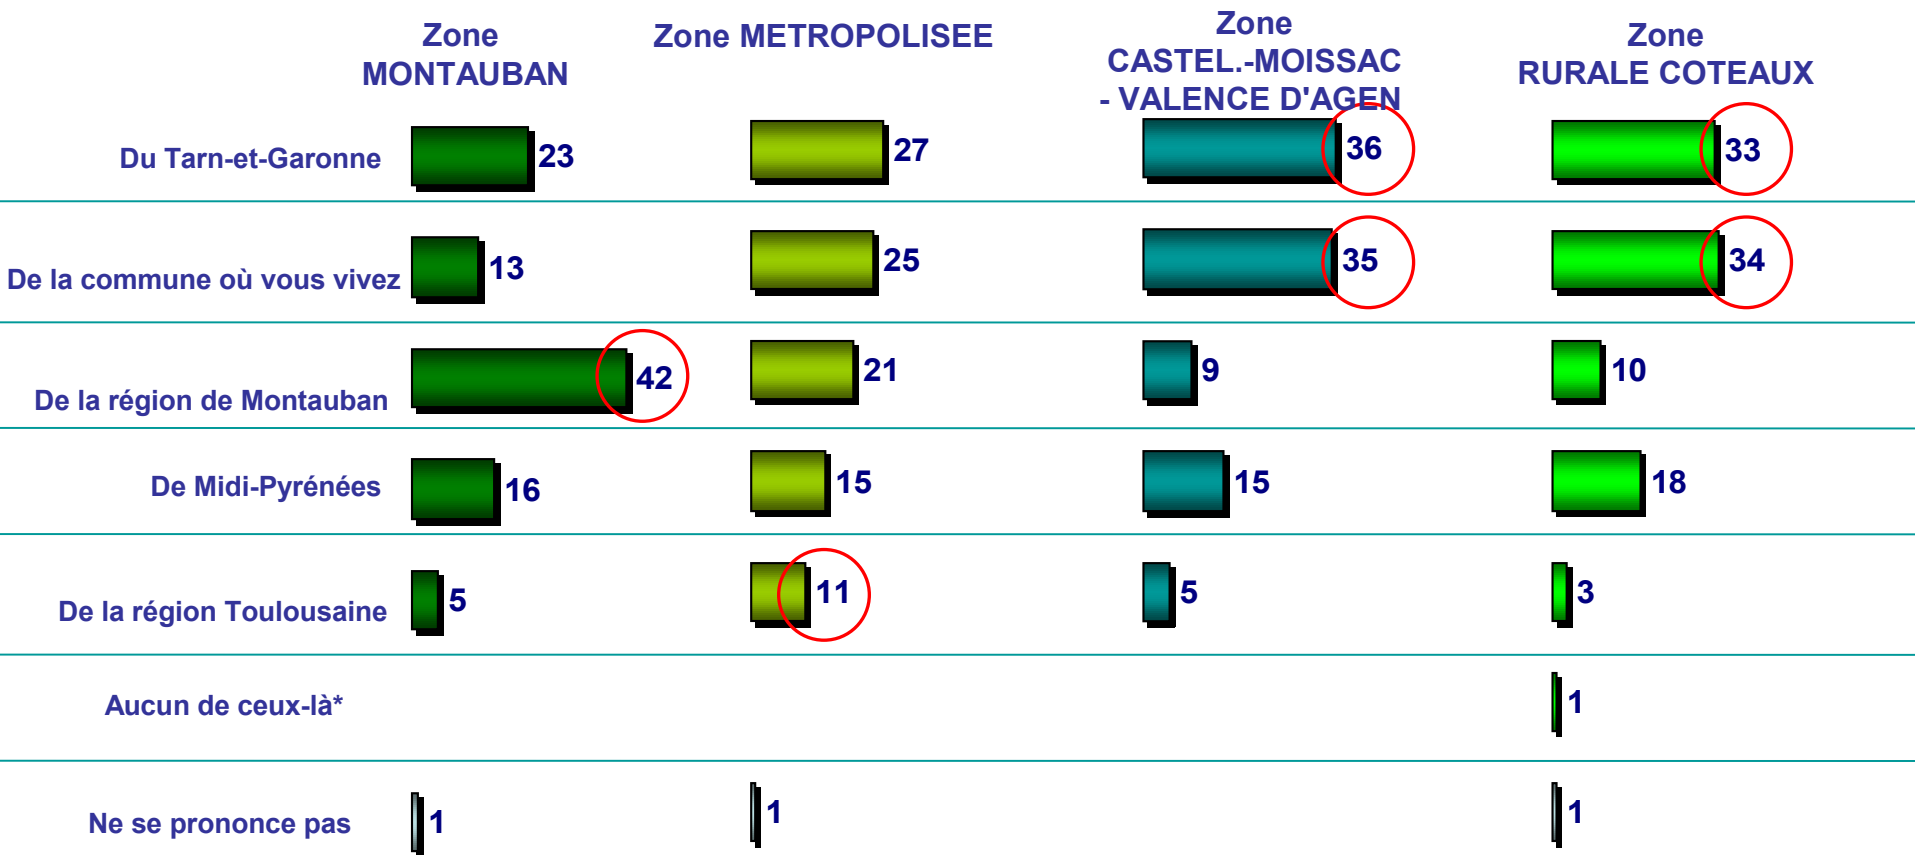 Zone
MONTAUBAN
Zone METROPOLISEE
Zone
CASTEL.-MOISSAC
- VALENCE D'AGEN
Zone
RURALE COTEAUX
Du Tarn-et-Garonne 23 27 36 33
De la commune où vous vivez 13 25 35 34
De la région de Montauban 42 21 9 10
De Midi-Pyrénées 16 15 15 18
De la région Toulousaine 5 11 5 3
Aucun de ceux-là* 1
Ne se prononce pas 1 1 1